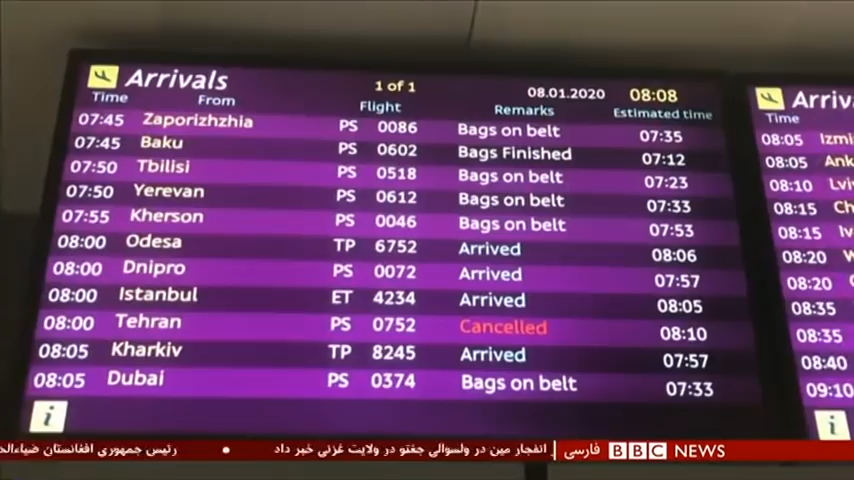 Arrivals 1 of 1 08.01.2020 08:08
Time From Flight Remarks Estimated time
07:45 Zaporizhzhia PS 0086 Bags on belt 07:35
07:45 Baku PS 0602 Bags Finished 07:12
07:50 Tbilisi PS 0518 Bags on belt 07:23
07:50 Yerevan PS 0612 Bags on belt 07:33
07:55 Kherson PS 0046 Bags on belt 07:53
08:00 Odesa TP 6752 Arrived 08:06
08:00 Dnipro PS 0072 Arrived 07:57
08:00 Istanbul ET 4234 Arrived 08:05
08:00 Tehran PS 0752 Cancelled 08:10
08:05 Kharkiv TP 8245 Arrived 07:57
08:05 Dubai PS 0374 Bags on belt 07:33
i
Time
08:05
08:05
08:10
08:15
08:15
08:20
08:20
08:35
08:35
08:40
09:10
i
انفجار مین در ولسوالی جغتو در ولایت غزنی خبر داد • رئیس جمهوری افغانستان
فارسی BBC NEWS